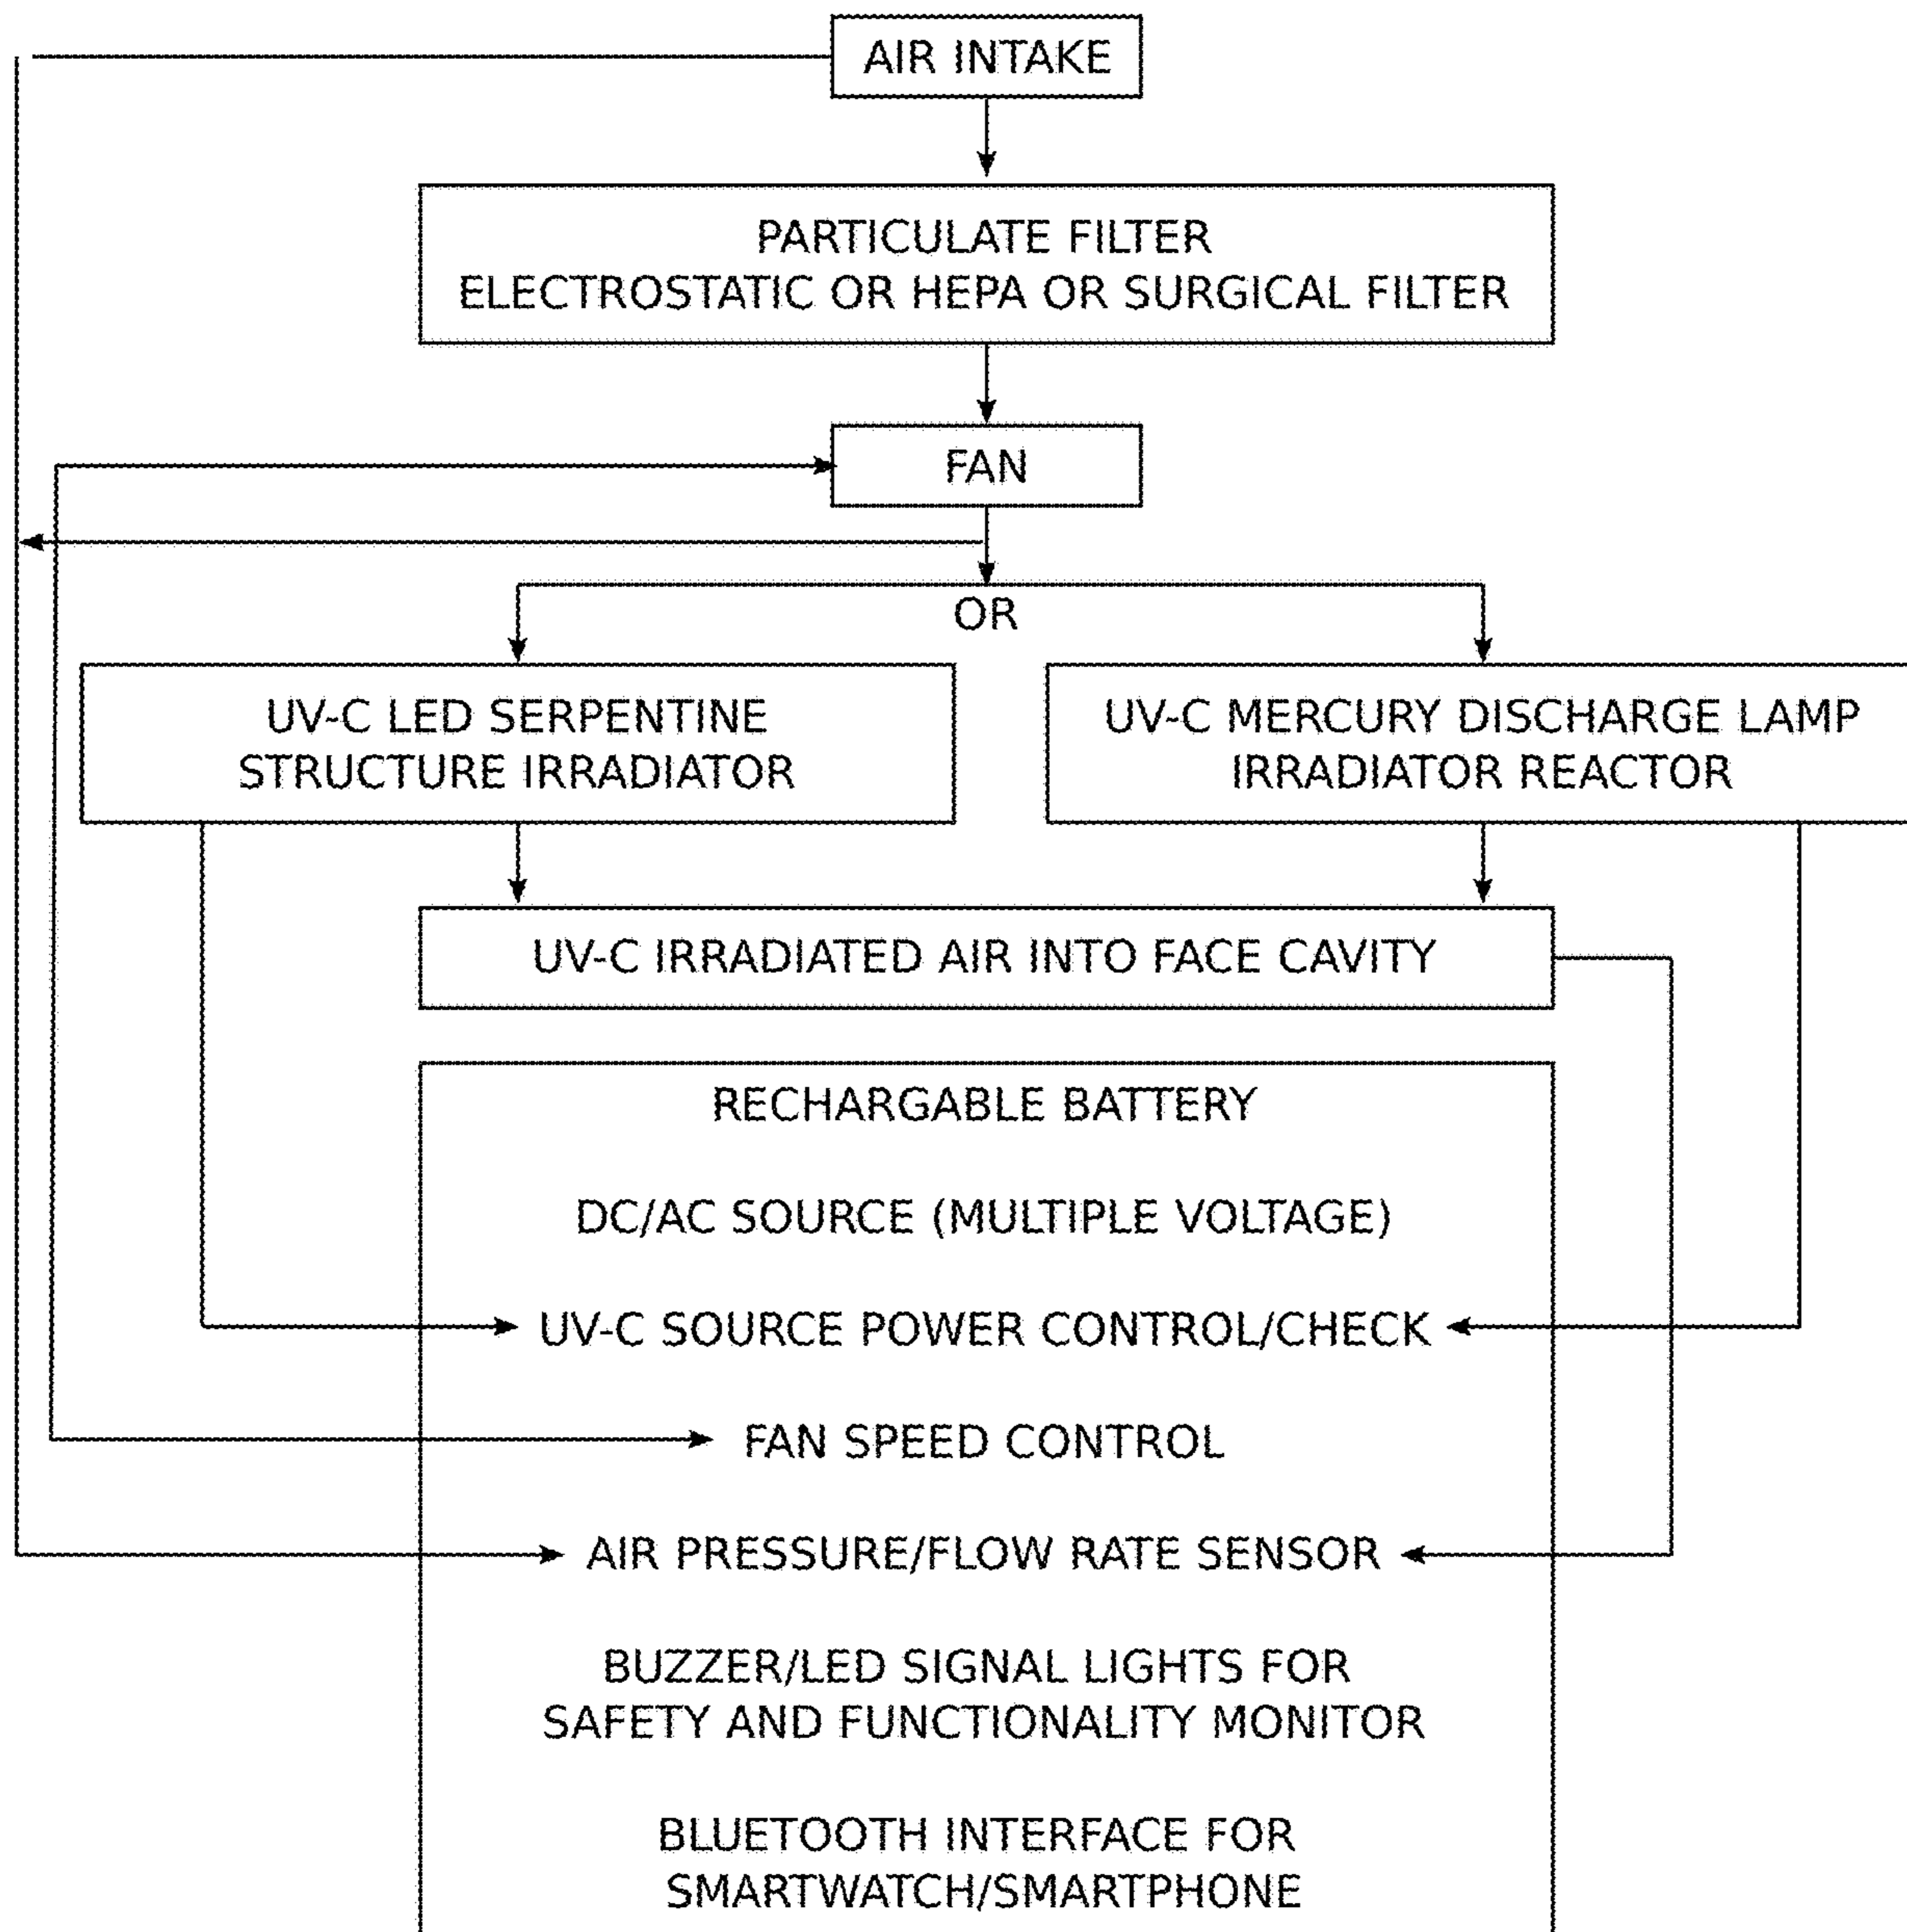 AIR INTAKE
PARTICULATE FILTER
ELECTROSTATIC OR HEPA OR SURGICAL FILTER
FAN
OR
UV-C LED SERPENTINE
STRUCTURE IRRADIATOR
UV-C MERCURY DISCHARGE LAMP
IRRADIATOR REACTOR
UV-C IRRADIATED AIR INTO FACE CAVITY
RECHARGABLE BATTERY
DC/AC SOURCE (MULTIPLE VOLTAGE)
UV-C SOURCE POWER CONTROL/CHECK
FAN SPEED CONTROL
AIR PRESSURE/FLOW RATE SENSOR
BUZZER/LED SIGNAL LIGHTS FOR
SAFETY AND FUNCTIONALITY MONITOR
BLUETOOTH INTERFACE FOR
SMARTWATCH/SMARTPHONE